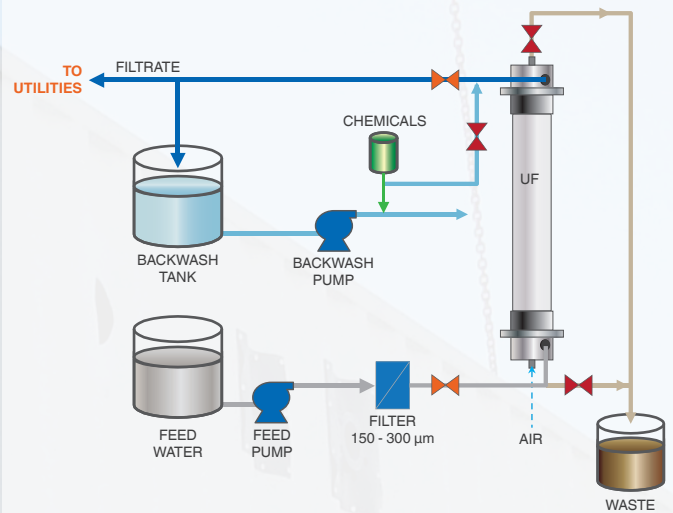 TO
UTILITIES
FILTRATE
CHEMICALS
UF
BACKWASH
TANK
BACKWASH
PUMP
FEED
WATER
FEED
PUMP
FILTER
150 - 300 µm
AIR
WASTE